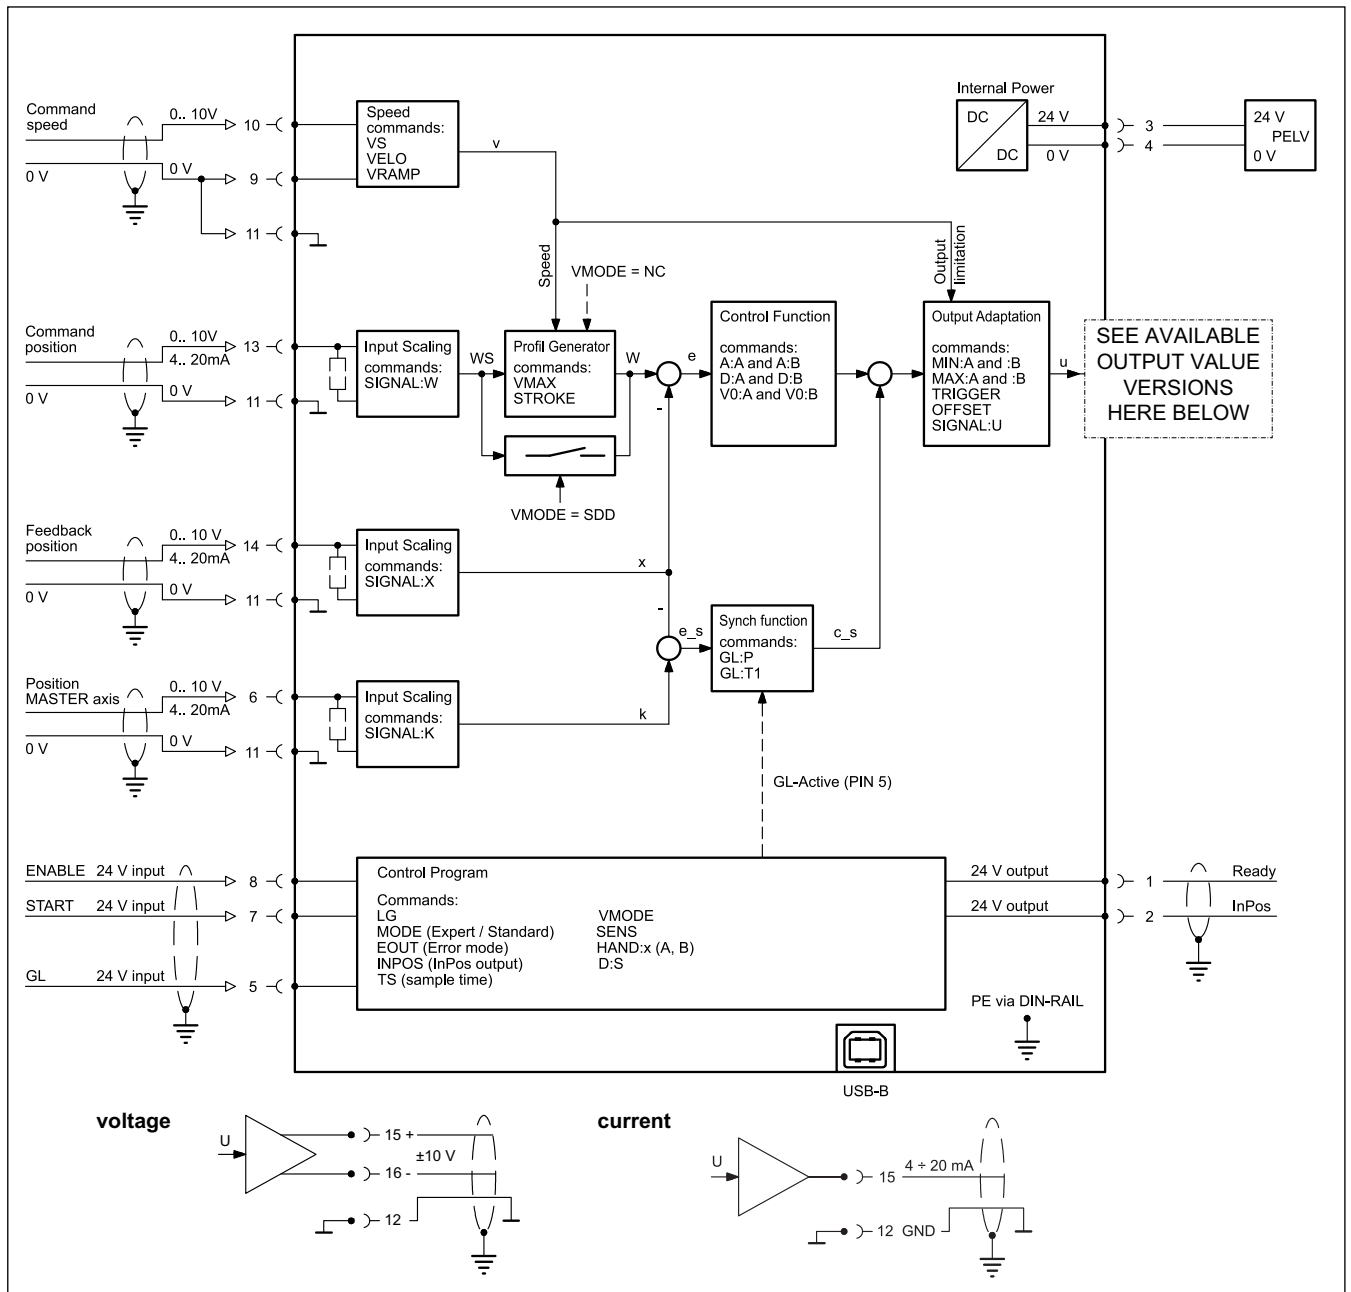 Command
speed
0.. 10V
10
0 V
0 V
9
11
Speed
commands:
VS
VELO
VRAMP
v
Internal Power
DC
DC
24 V
0 V
3
4
24 V
PELV
0 V
Speed
VMODE = NC
Output
limitation
Command
position
0.. 10V
4.. 20mA
13
0 V
0 V
11
Input Scaling
commands:
SIGNAL:W
WS
Profil Generator
commands:
VMAX
STROKE
W
-
e
Control Function
commands:
A:A and A:B
D:A and D:B
V0:A and V0:B
Output Adaptation
commands:
MIN:A and :B
MAX:A and :B
TRIGGER
OFFSET
SIGNAL:U
u
SEE AVAILABLE
OUTPUT VALUE
VERSIONS
HERE BELOW
VMODE = SDD
Feedback
position
0.. 10 V
4.. 20mA
14
0 V
0 V
11
Input Scaling
commands:
SIGNAL:X
x
-
e_s
Synch function
commands:
GL:P
GL:T1
c_s
Position
MASTER axis
0.. 10 V
4.. 20mA
6
0 V
0 V
11
Input Scaling
commands:
SIGNAL:K
k
GL-Active (PIN 5)
ENABLE 24 V input
8
START 24 V input
7
GL 24 V input
5
Control Program
Commands:
LG
MODE (Expert / Standard)
EOUT (Error mode)
INPOS (InPos output)
TS (sample time)
VMODE
SENS
HAND:x (A, B)
D:S
24 V output
1
Ready
24 V output
2
InPos
PE via DIN-RAIL
USB-B
voltage
U
15 +
±10 V
16 -
12
current
U
15
4 ÷ 20 mA
12 GND